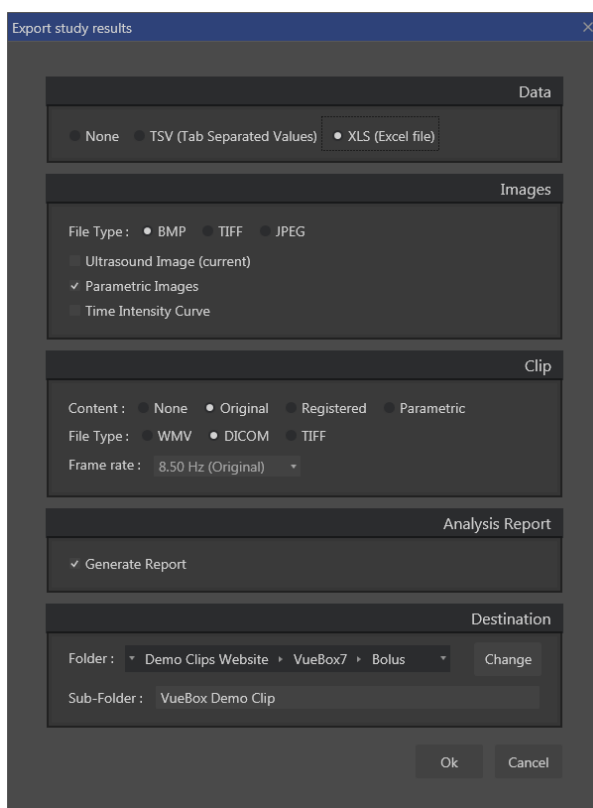 Export study results
Data
None TSV (Tab Separated Values) XLS (Excel file)
Images
File Type : BMP TIFF JPEG
Ultrasound Image (current)
Parametric Images
Time Intensity Curve
Clip
Content : None Original Registered Parametric
File Type : WMV DICOM TIFF
Frame rate : 8.50 Hz (Original)
Analysis Report
Generate Report
Destination
Folder : Demo Clips Website VueBox7 Bolus Change
Sub-Folder : VueBox Demo Clip
Ok Cancel